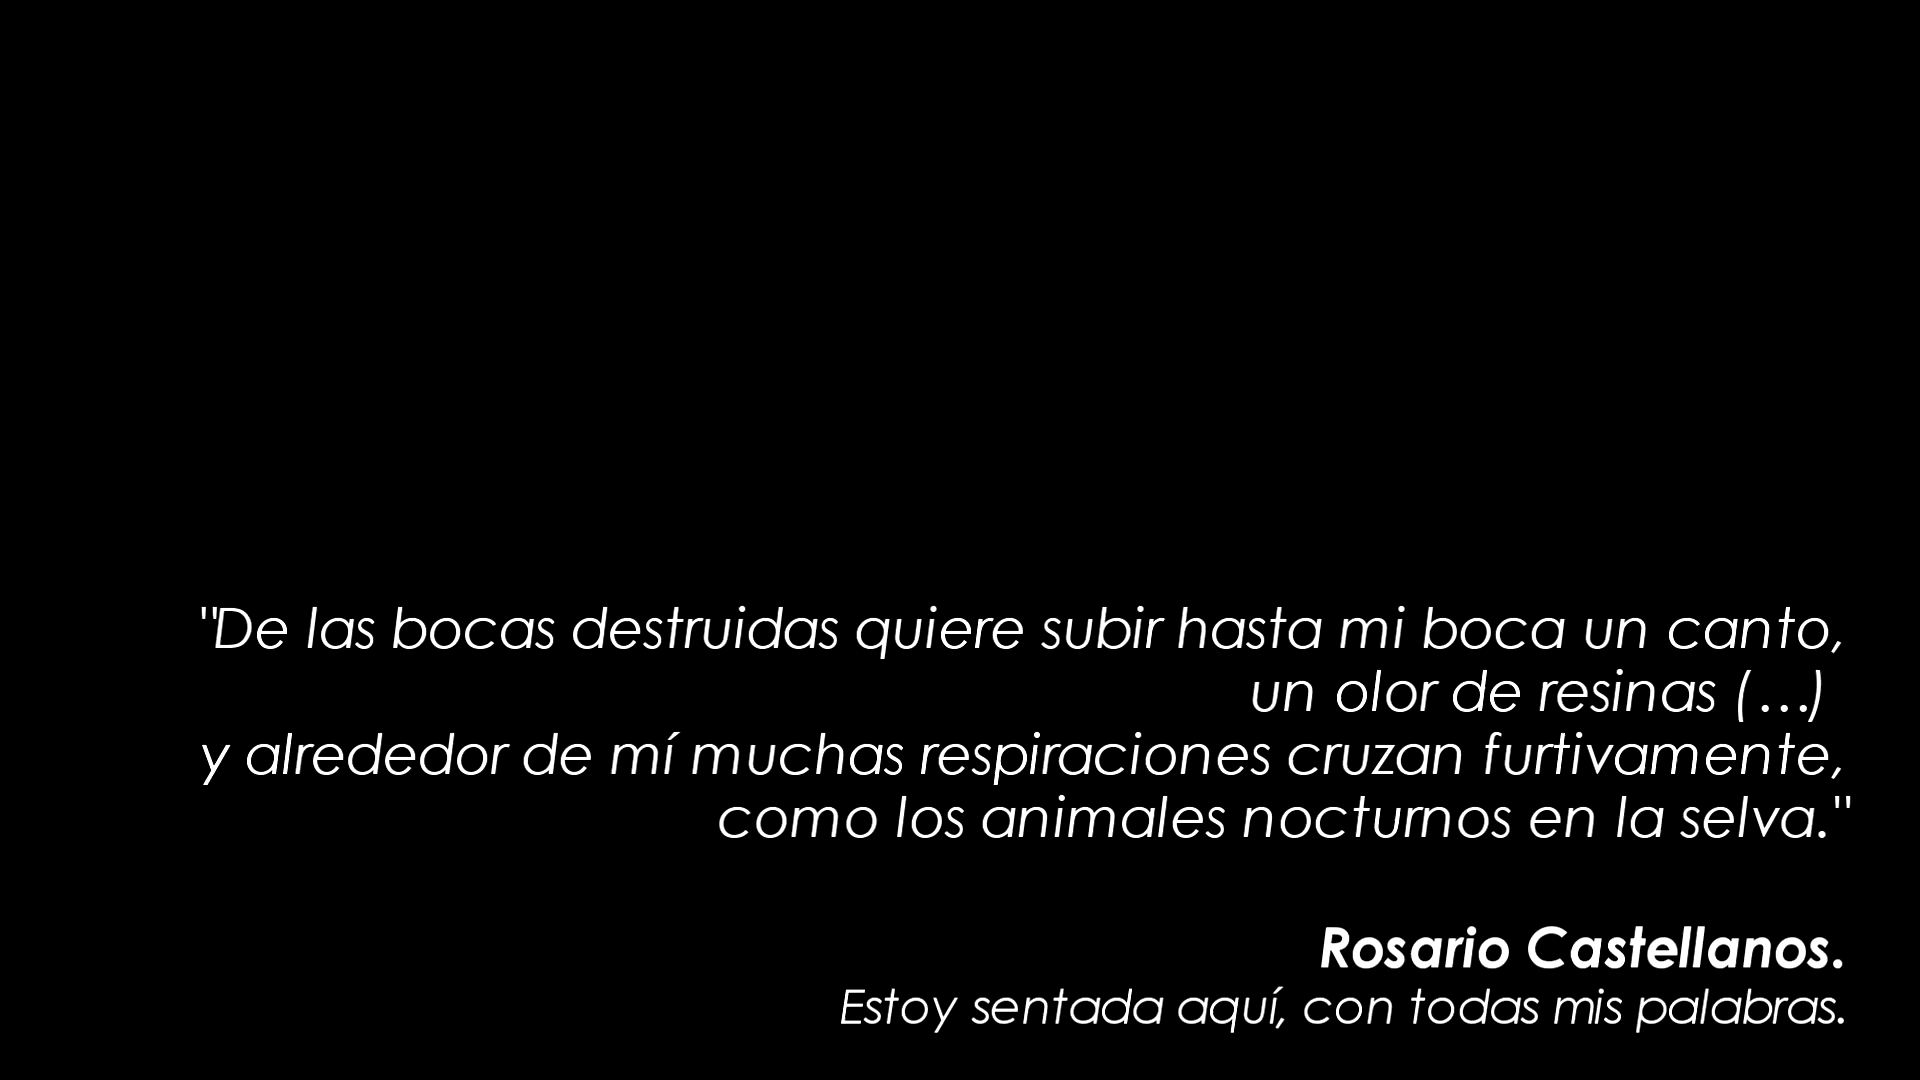 "De las bocas destruidas quiere subir hasta mi boca un canto,
un olor de resinas (…)
y alrededor de mí muchas respiraciones cruzan furtivamente,
como los animales nocturnos en la selva."
Rosario Castellanos.
Estoy sentada aquí, con todas mis palabras.